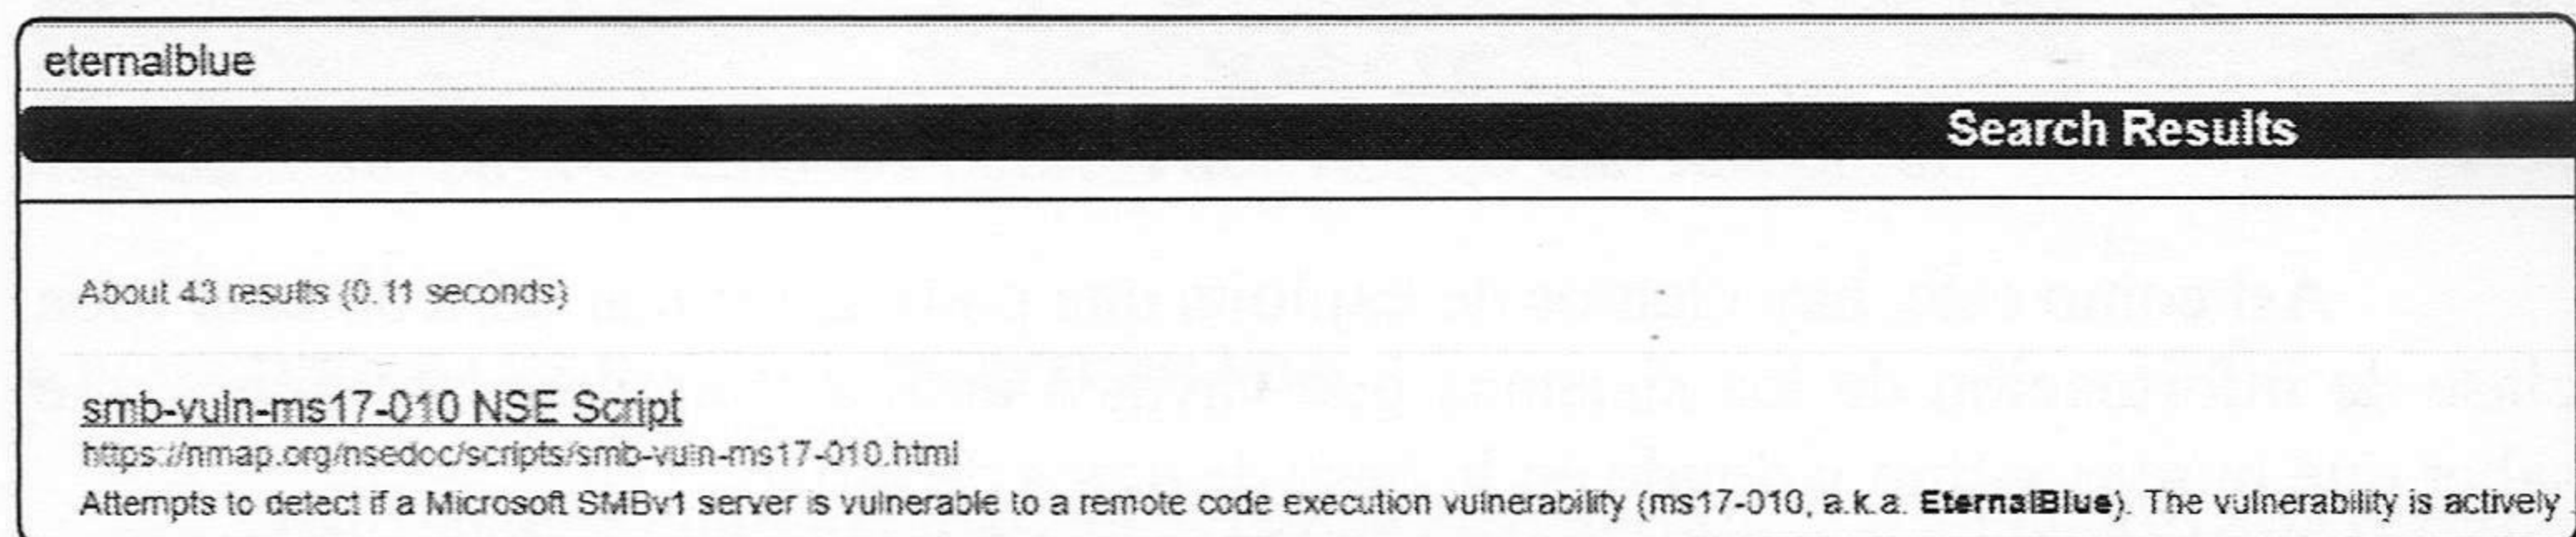 eternalblue
Search Results
About 43 results (0.11 seconds)
smb-vuln-ms17-010 NSE Script
https://nmap.org/nsedoc/scripts/smb-vuln-ms17-010.html
Attempts to detect if a Microsoft SMBv1 server is vulnerable to a remote code execution vulnerability (ms17-010, a.k.a. EternalBlue). The vulnerability is actively